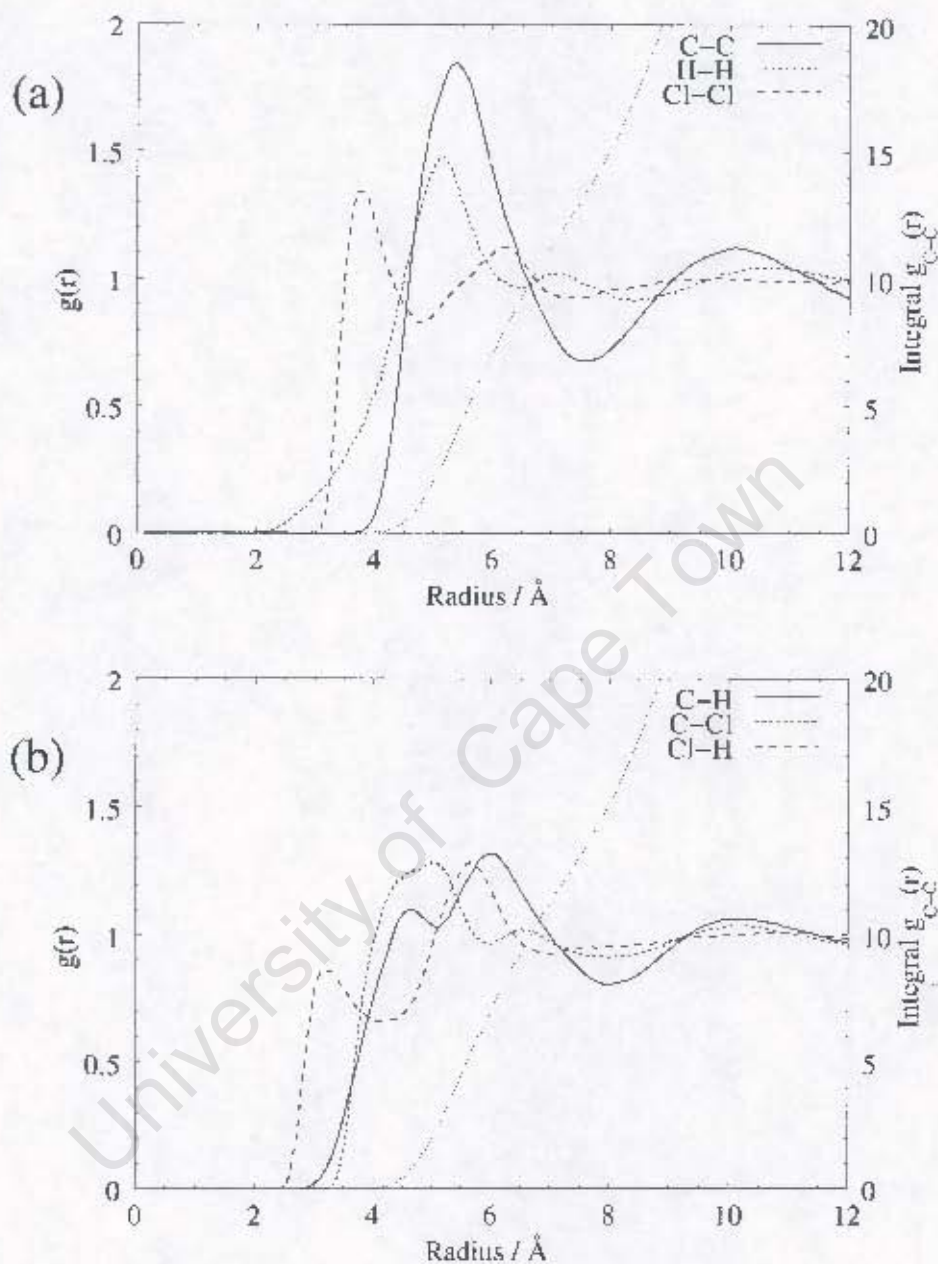 (a)
C–C
H–H
Cl–Cl
2
1.5
1
0.5
0
g(r)
20
15
10
5
0
Integral g_{C–C}(r)
0 2 4 6 8 10 12
Radius / Å
(b)
C–H
C–Cl
Cl–H
2
1.5
1
0.5
0
g(r)
20
15
10
5
0
Integral g_{C–C}(r)
0 2 4 6 8 10 12
Radius / Å
University of Cape Town